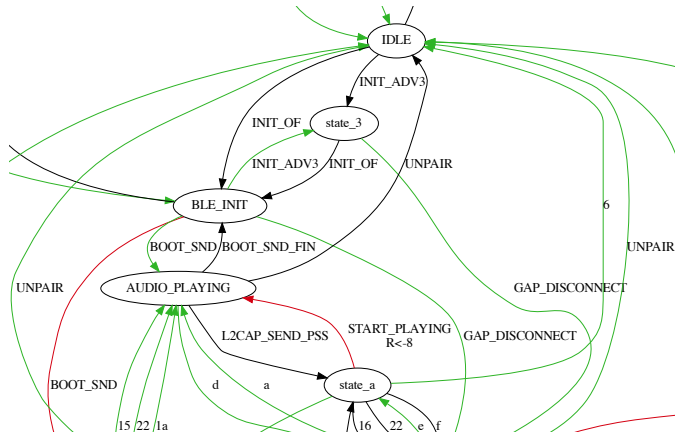 IDLE
INIT_ADV3
INIT_OF
state_3
INIT_ADV3
INIT_OF
UNPAIR
BLE_INIT
6
BOOT_SND
BOOT_SND_FIN
UNPAIR
UNPAIR
AUDIO_PLAYING
GAP_DISCONNECT
L2CAP_SEND_PSS
START_PLAYING
R<-8
GAP_DISCONNECT
BOOT_SND
d
a
state_a
15
22
1a
16
22
e
f